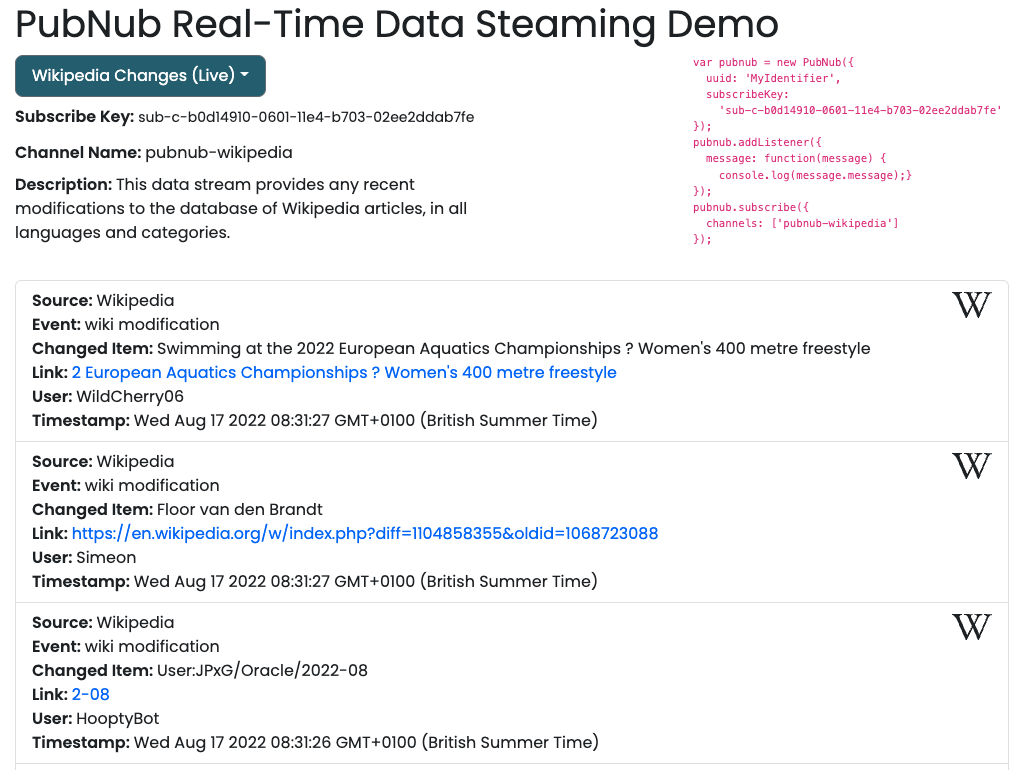 PubNub Real-Time Data Steaming Demo
Wikipedia Changes (Live)
Subscribe Key: sub-c-b0d14910-0601-11e4-b703-02ee2ddab7fe
Channel Name: pubnub-wikipedia
Description: This data stream provides any recent
modifications to the database of Wikipedia articles, in all
languages and categories.
var pubnub = new PubNub({
  uuid: 'MyIdentifier',
  subscribeKey:
    'sub-c-b0d14910-0601-11e4-b703-02ee2ddab7fe'
});
pubnub.addListener({
  message: function(message) {
    console.log(message.message);}
});
pubnub.subscribe({
  channels: ['pubnub-wikipedia']
});
Source: Wikipedia
W
Event: wiki modification
Changed Item: Swimming at the 2022 European Aquatics Championships ? Women's 400 metre freestyle
Link: 2 European Aquatics Championships ? Women's 400 metre freestyle
User: WildCherry06
Timestamp: Wed Aug 17 2022 08:31:27 GMT+0100 (British Summer Time)
Source: Wikipedia
W
Event: wiki modification
Changed Item: Floor van den Brandt
Link: https://en.wikipedia.org/w/index.php?diff=1104858355&oldid=1068723088
User: Simeon
Timestamp: Wed Aug 17 2022 08:31:27 GMT+0100 (British Summer Time)
Source: Wikipedia
W
Event: wiki modification
Changed Item: User:JPxG/Oracle/2022-08
Link: 2-08
User: HooptyBot
Timestamp: Wed Aug 17 2022 08:31:26 GMT+0100 (British Summer Time)